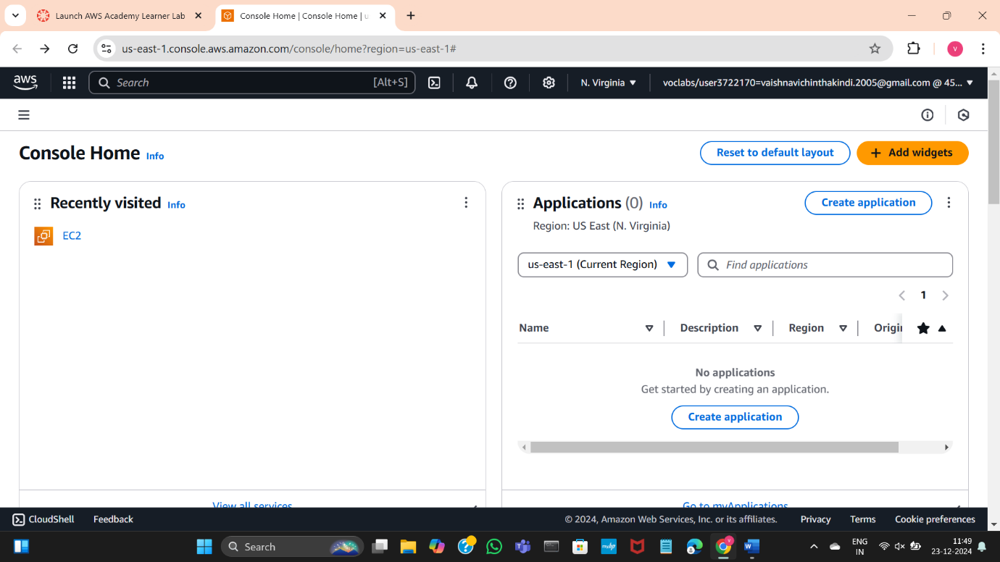 Launch AWS Academy Learner Lab
Console Home | Console Home | u
us-east-1.console.aws.amazon.com/console/home?region=us-east-1#
V
aws
Search
[Alt+S]
N. Virginia
voclabs/user3722170=vaishnavichinthakindi.2005@gmail.com @ 45...
Console Home Info
Reset to default layout
+ Add widgets
Recently visited Info
EC2
View all services
Applications (0) Info
Create application
Region: US East (N. Virginia)
us-east-1 (Current Region)
Find applications
1
Name Description Region Origin
No applications
Get started by creating an application.
Create application
Go to myApplications
CloudShell Feedback
© 2024, Amazon Web Services, Inc. or its affiliates. Privacy Terms Cookie preferences
Search
ENG
IN
11:49
23-12-2024